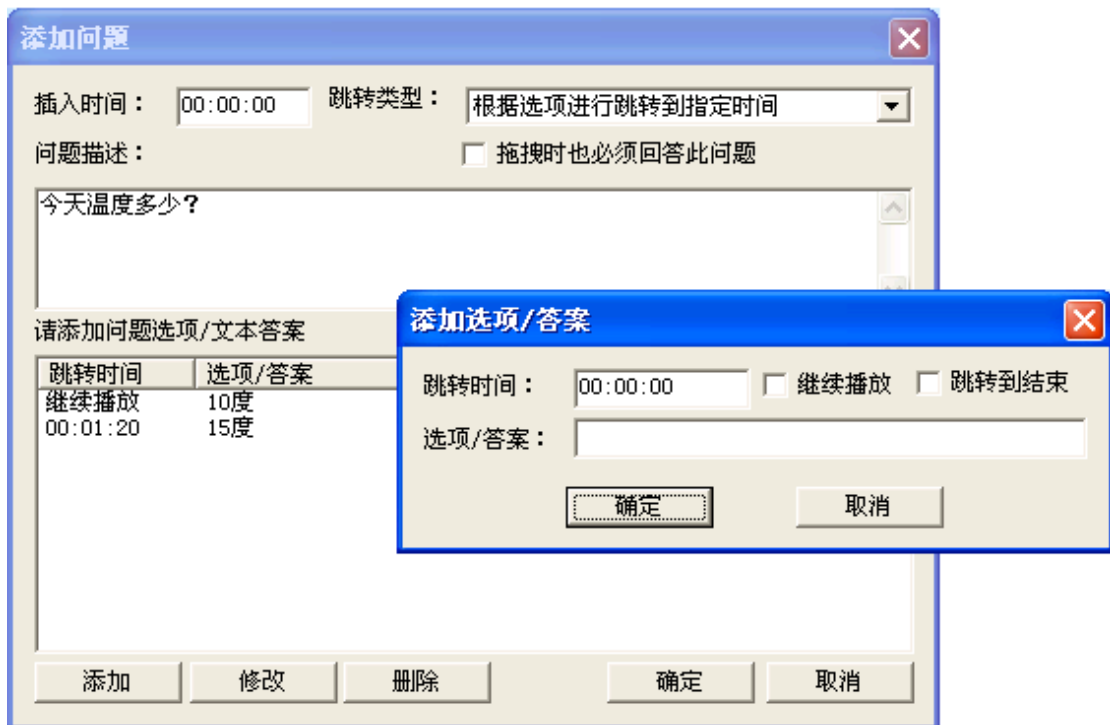 添加问题
插入时间： 00:00:00 跳转类型： 根据选项进行跳转到指定时间
问题描述： 拖拽时也必须回答此问题
今天温度多少?
请添加问题选项/文本答案
跳转时间 选项/答案
继续播放 10度
00:01:20 15度
添加选项/答案
跳转时间： 00:00:00 继续播放 跳转到结束
选项/答案：
确定 取消
添加 修改 删除 确定 取消